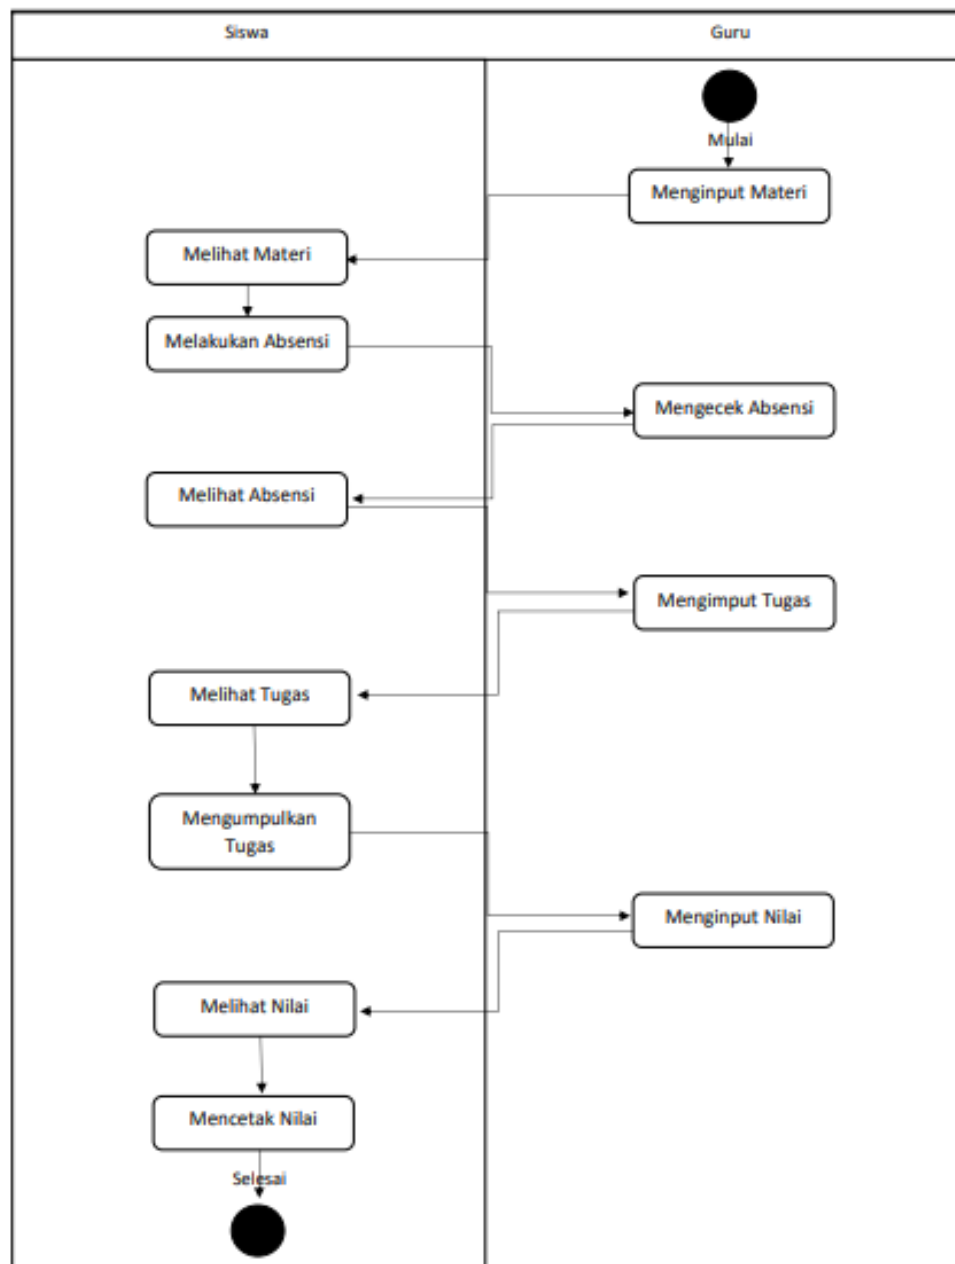 Siswa
Guru
Mulai
Menginput Materi
Melihat Materi
Melakukan Absensi
Mengecek Absensi
Melihat Absensi
Mengimput Tugas
Melihat Tugas
Mengumpulkan
Tugas
Menginput Nilai
Melihat Nilai
Mencetak Nilai
Selesai